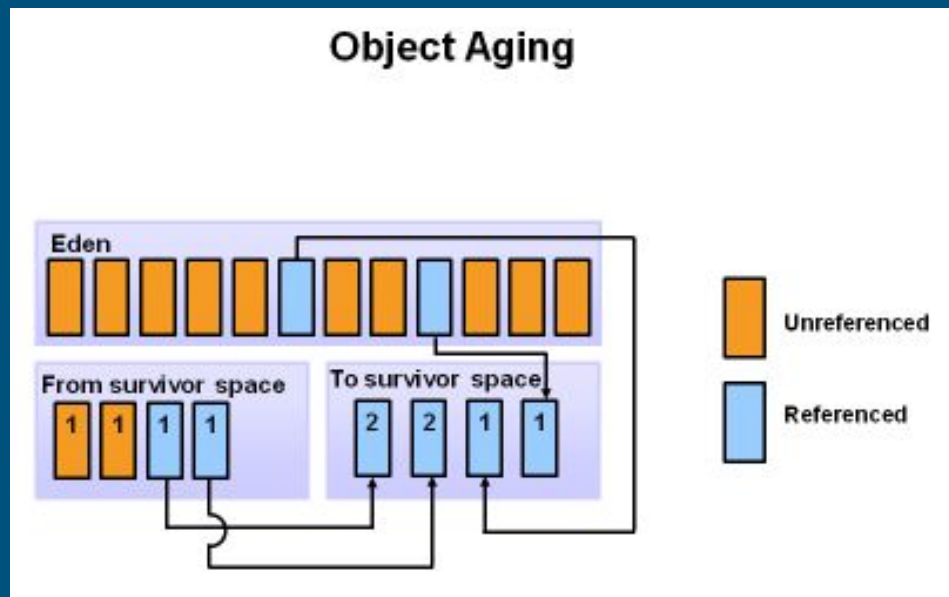 Object Aging
Eden
Unreferenced
From survivor space
To survivor space
1 1 1 1
2 2 1 1
Referenced